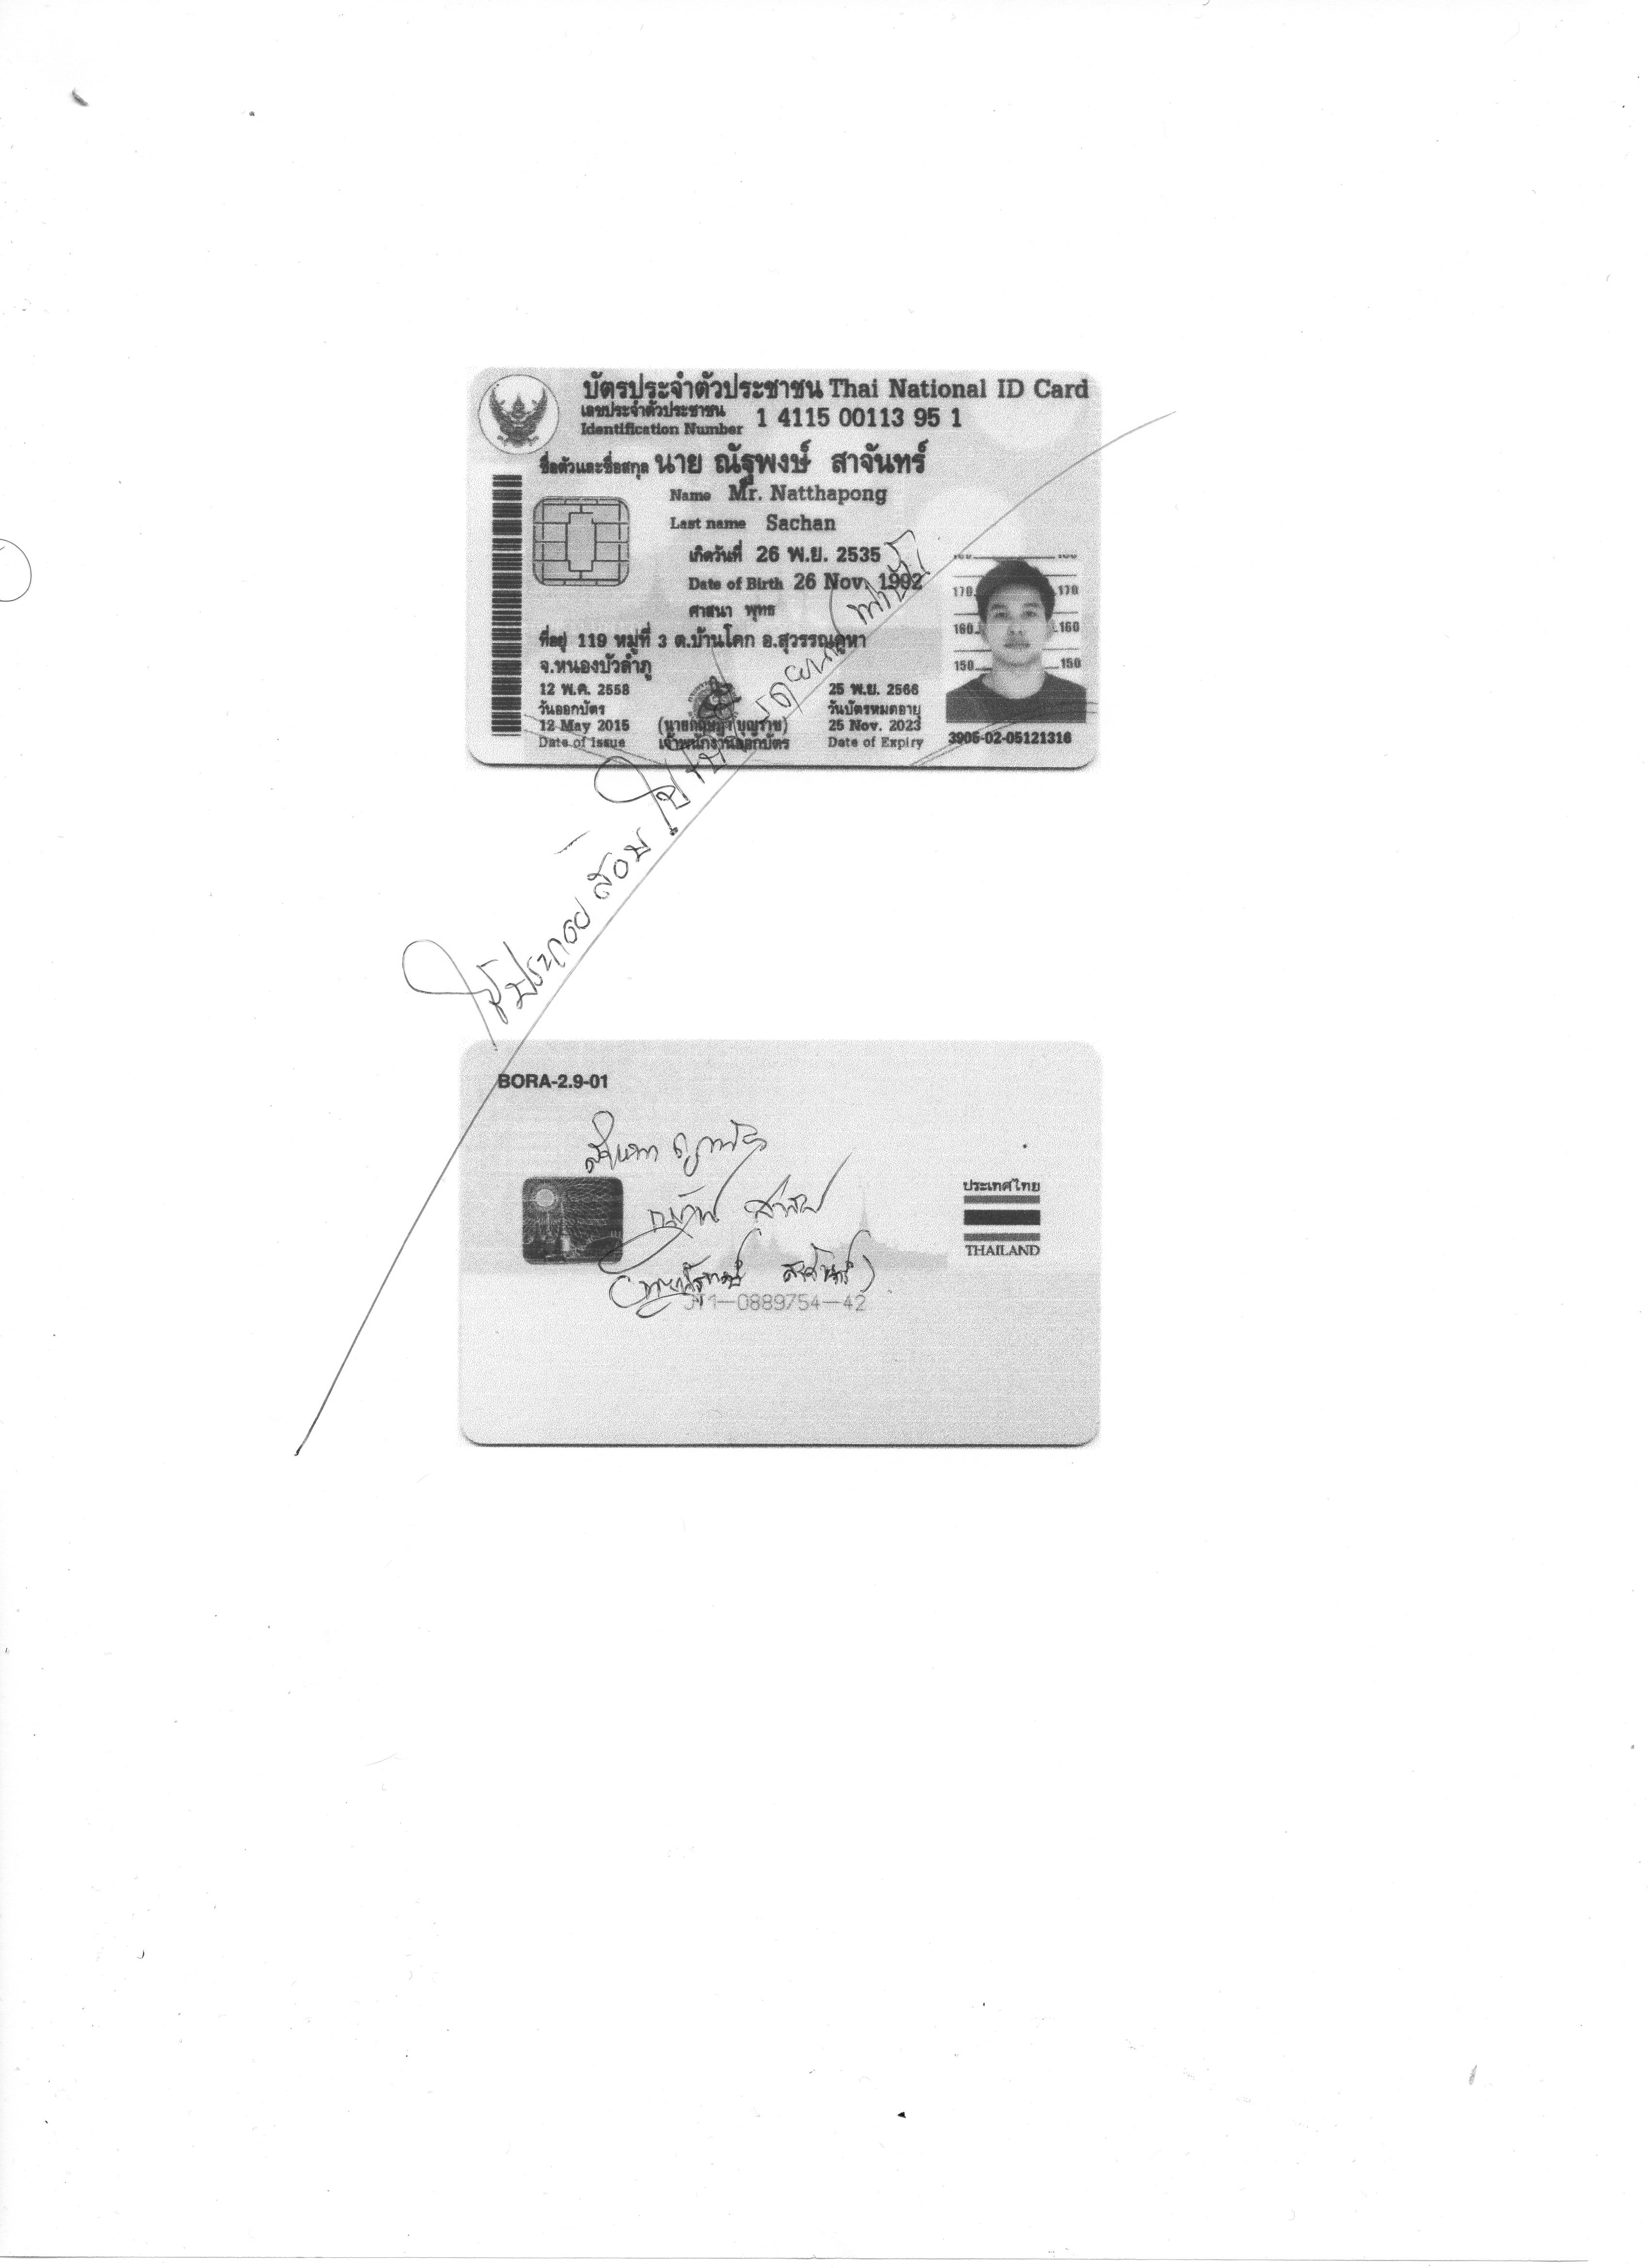 บัตรประจำตัวประชาชน Thai National ID Card
เลขประจำตัวประชาชน
Identification Number 1 4115 00113 95 1
ชื่อตัวและชื่อสกุล นาย ณัฐพงษ์ สาจันทร์
Name Mr. Natthapong
Last name Sachan
เกิดวันที่ 26 พ.ย. 2535
Date of Birth 26 Nov. 1992
ศาสนา พุทธ
ที่อยู่ 119 หมู่ที่ 3 ต.บ้านโคก อ.สุวรรณคูหา
จ.หนองบัวลำภู
12 พ.ค. 2558
วันออกบัตร
12 May 2015
Date of Issue
เจ้าพนักงานออกบัตร
25 พ.ย. 2566
วันบัตรหมดอายุ
25 Nov. 2023
Date of Expiry
170 170
160 160
150 150
3905-02-05121316
ใช้ประกอบ
BORA-2.9-01
สำเนาถูกต้อง
(นายณัฐพงษ์ สาจันทร์)
ประเทศไทย
THAILAND
0889754-42